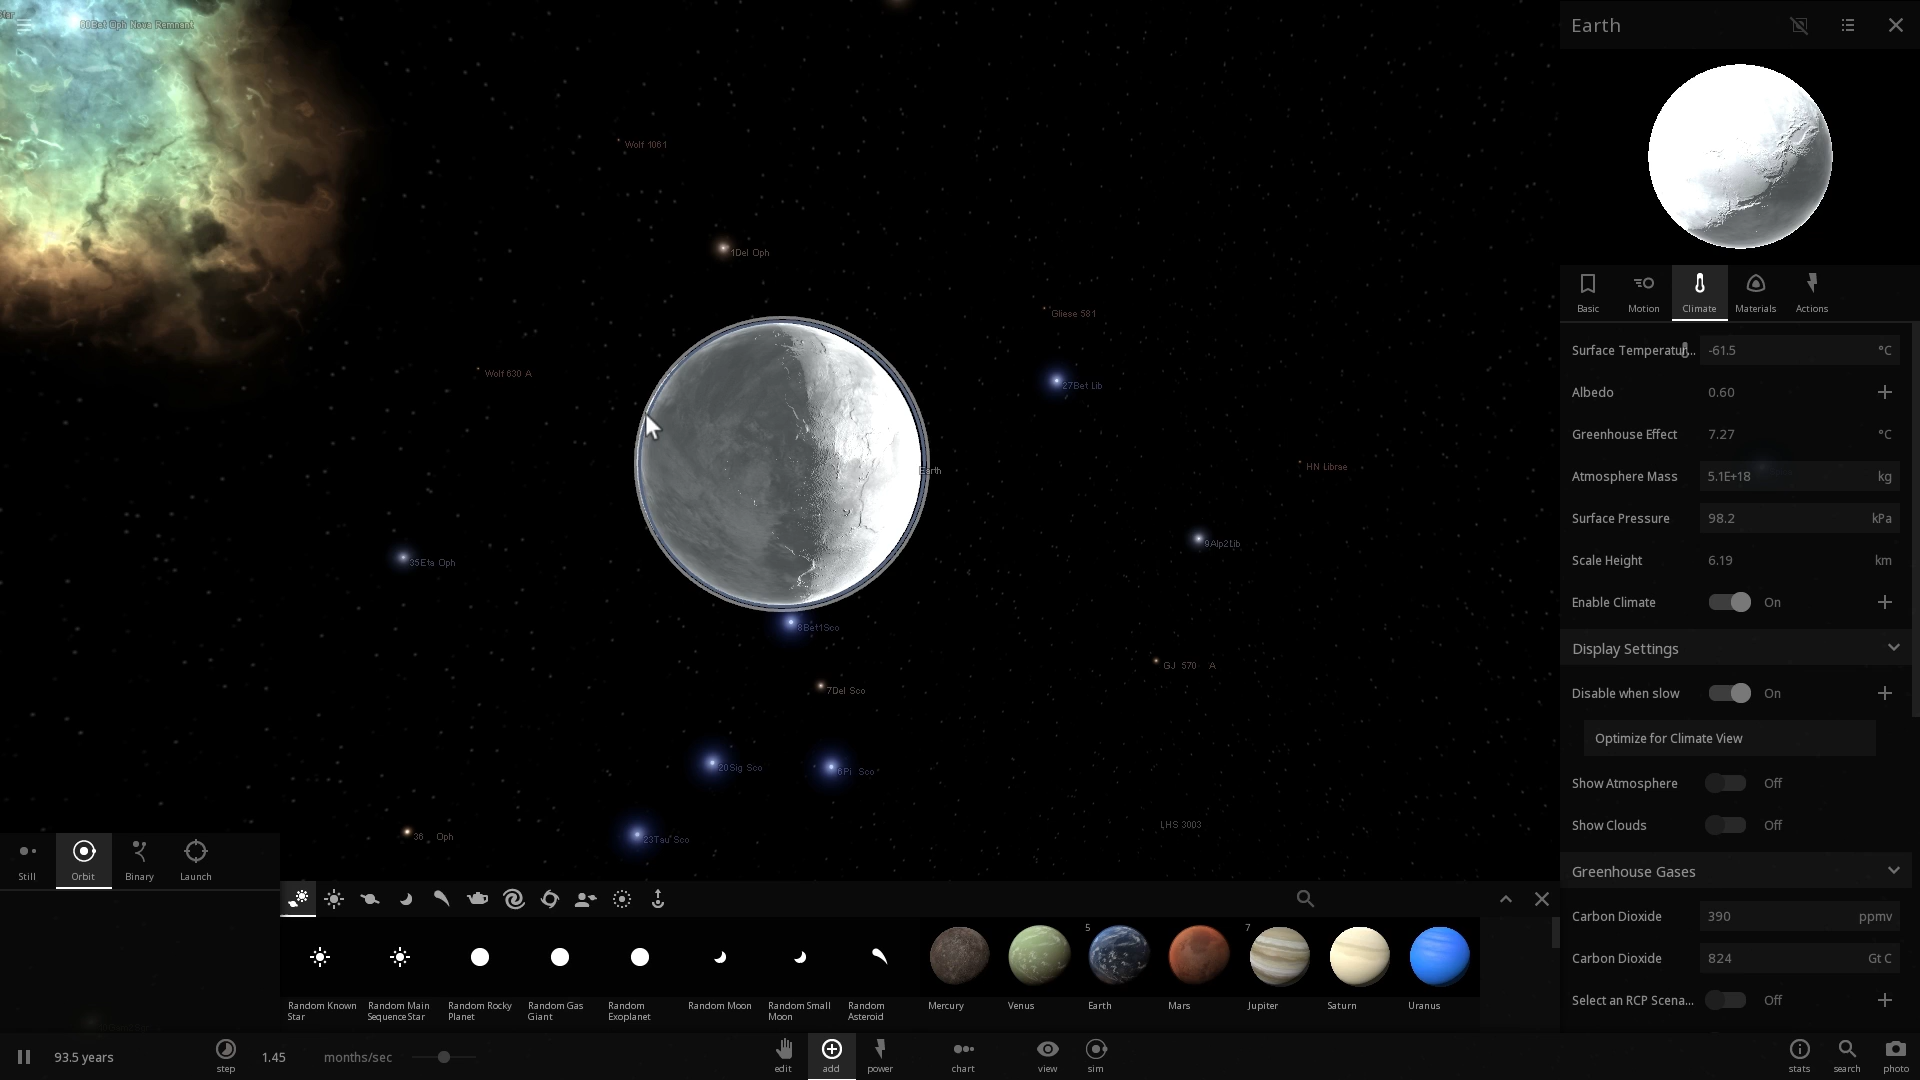 60Bet Oph Nova Remnant
Wolf 1061
1Del Oph
Gliese 581
Wolf 630 A
27Bet Lib
Earth
HN Librae
9Alp2Lib
35Eta Oph
8Bet1Sco
GJ 570 A
7Del Sco
20Sig Sco
6Pi Sco
23Tau Sco
36 Oph
LHS 3003
Earth
Basic
Motion
Climate
Materials
Actions
Surface Temperatur... -61.5 °C
Albedo 0.60
Greenhouse Effect 7.27 °C
Atmosphere Mass 5.1E+18 kg
Surface Pressure 98.2 kPa
Scale Height 6.19 km
Enable Climate On
Display Settings
Disable when slow On
Optimize for Climate View
Show Atmosphere Off
Show Clouds Off
Greenhouse Gases
Carbon Dioxide 390 ppmv
Carbon Dioxide 824 Gt C
Select an RCP Scena... Off
Still
Orbit
Binary
Launch
5
7
Random Known
Star
Random Main
Sequence Star
Random Rocky
Planet
Random Gas
Giant
Random
Exoplanet
Random Moon
Random Small
Moon
Random
Asteroid
Mercury
Venus
Earth
Mars
Jupiter
Saturn
Uranus
93.5 years
step
1.45 months/sec
edit
add
power
chart
view
sim
stats
search
photo